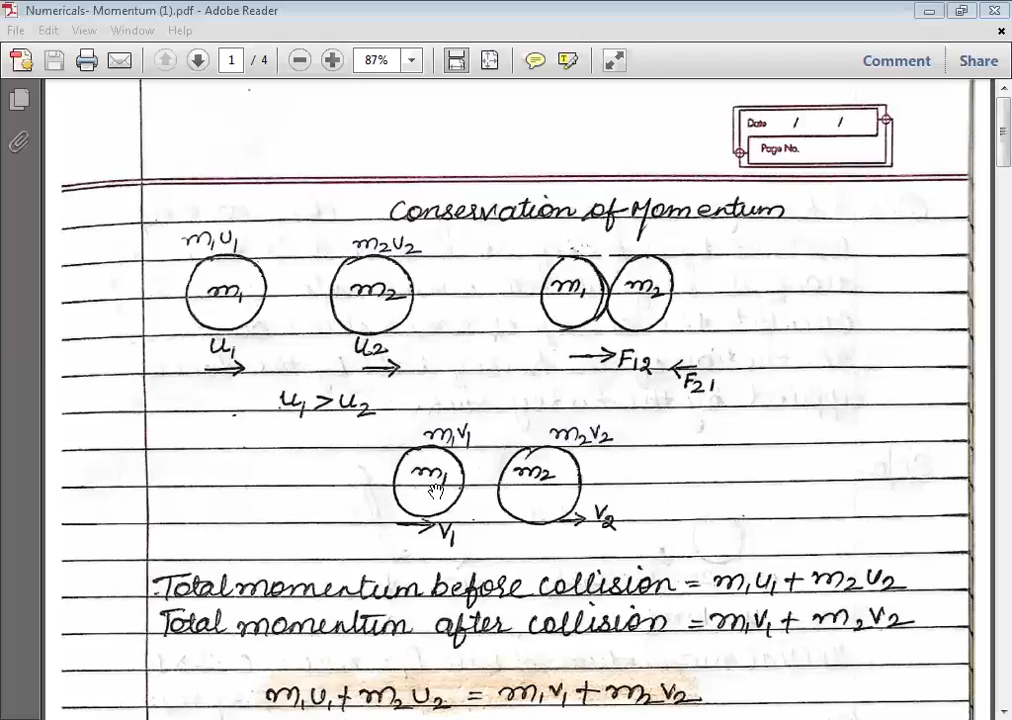 Numericals- Momentum (1).pdf - Adobe Reader
File Edit View Window Help
1 / 4 87% Comment Share
Date / /
Page No.
Conservation of Momentum
m₁u₁ m₂u₂
m₁ m₂ m₁ m₂
u₁ u₂
F₁₂ F₂₁
u₁ > u₂
m₁v₁ m₂v₂
m₁ m₂
v₁ v₂
Total momentum before collision = m₁u₁ + m₂u₂
Total momentum after collision = m₁v₁ + m₂v₂
m₁u₁ + m₂u₂ = m₁v₁ + m₂v₂